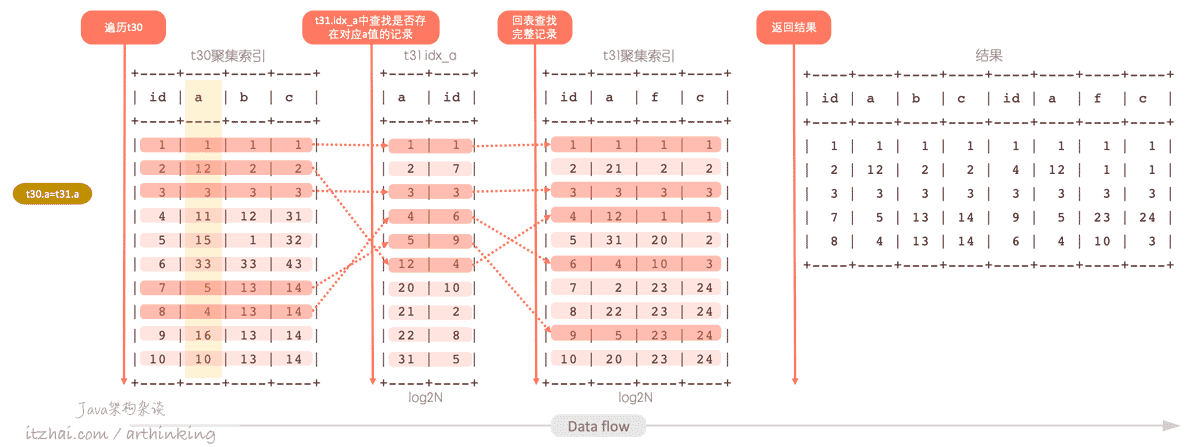 遍历t30
t31.idx_a中查找是否存
在对应a值的记录
回表查找
完整记录
返回结果
t30聚集索引
t31 idx_a
t31聚集索引
结果
+----+----+----+----+
+----+----+
+----+----+----+----+
+----+----+----+----+----+----+----+----+
| id | a | b | c |
| a | id |
| id | a | f | c |
| id | a | b | c | id | a | f | c |
+----+----+----+----+
+----+----+
+----+----+----+----+
+----+----+----+----+----+----+----+----+
| 1 | 1 | 1 | 1 |
| 2 | 12 | 2 | 2 |
| 3 | 3 | 3 | 3 |
| 4 | 11 | 12 | 31 |
| 5 | 15 | 1 | 32 |
| 6 | 33 | 33 | 43 |
| 7 | 5 | 13 | 14 |
| 8 | 4 | 13 | 14 |
| 9 | 16 | 13 | 14 |
| 10 | 10 | 13 | 14 |
+----+----+----+----+
| 1 | 1 |
| 2 | 7 |
| 3 | 3 |
| 4 | 6 |
| 5 | 9 |
| 12 | 4 |
| 20 | 10 |
| 21 | 2 |
| 22 | 8 |
| 31 | 5 |
+----+----+
| 1 | 1 | 1 | 1 |
| 2 | 21 | 2 | 2 |
| 3 | 3 | 3 | 3 |
| 4 | 12 | 1 | 1 |
| 5 | 31 | 20 | 2 |
| 6 | 4 | 10 | 3 |
| 7 | 2 | 23 | 24 |
| 8 | 22 | 23 | 24 |
| 9 | 5 | 23 | 24 |
| 10 | 20 | 23 | 24 |
+----+----+----+----+
| 1 | 1 | 1 | 1 | 1 | 1 | 1 | 1 |
| 2 | 12 | 2 | 2 | 4 | 12 | 1 | 1 |
| 3 | 3 | 3 | 3 | 3 | 3 | 3 | 3 |
| 7 | 5 | 13 | 14 | 9 | 5 | 23 | 24 |
| 8 | 4 | 13 | 14 | 6 | 4 | 10 | 3 |
+----+----+----+----+----+----+----+----+
t30.a=t31.a
log2N
log2N
Java架构杂谈
itzhai.com / arthinking
Data flow